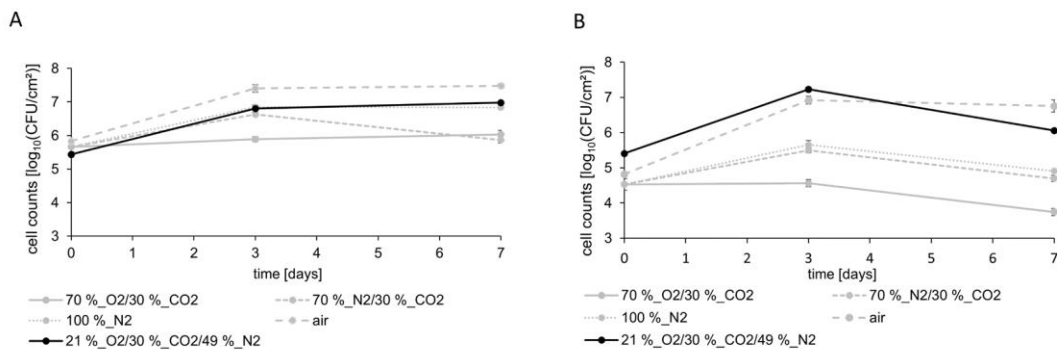 A
cell counts [log10(CFU/cm²)]
8
7
6
5
4
3
0 1 2 3 4 5 6 7
time [days]
70 %_O2/30 %_CO2 70 %_N2/30 %_CO2
100 %_N2 air
21 %_O2/30 %_CO2/49 %_N2
B
cell counts [log10(CFU/cm²)]
8
7
6
5
4
3
0 1 2 3 4 5 6 7
time [days]
70 %_O2/30 %_CO2 70 %_N2/30 %_CO2
100 %_N2 air
21 %_O2/30 %_CO2/49 %_N2